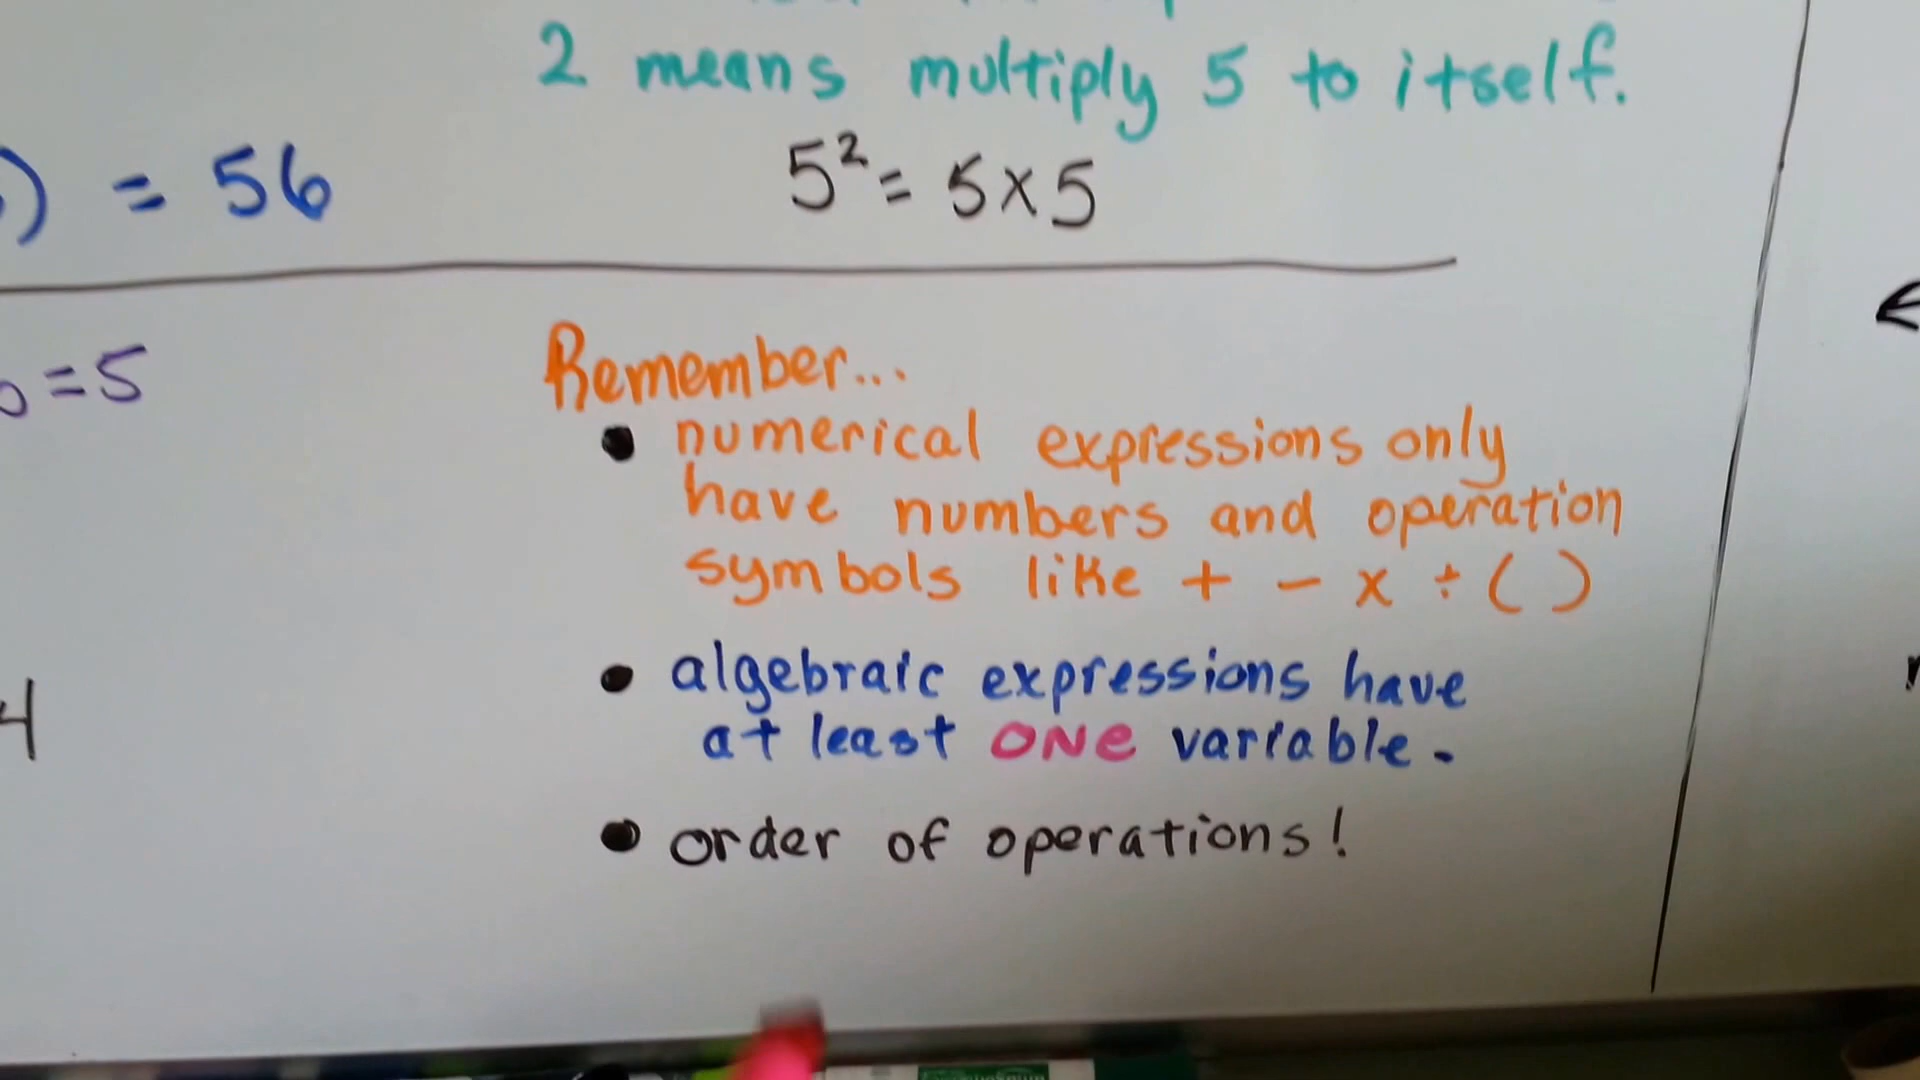 2 means multiply 5 to itself.
) = 56
5² = 5x5
= 5
Remember...
• numerical expressions only
have numbers and operation
symbols like + - x ÷ ( )
• algebraic expressions have
at least ONE variable.
4
• order of operations!